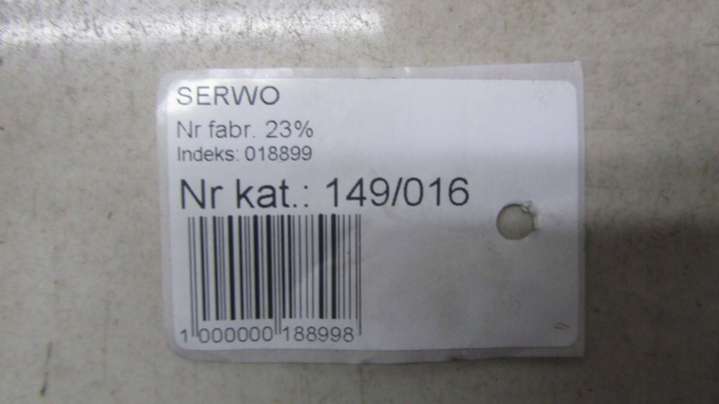 SERWO
Nr fabr. 23%
Indeks: 018899
Nr kat.: 149/016
1 000000 188998